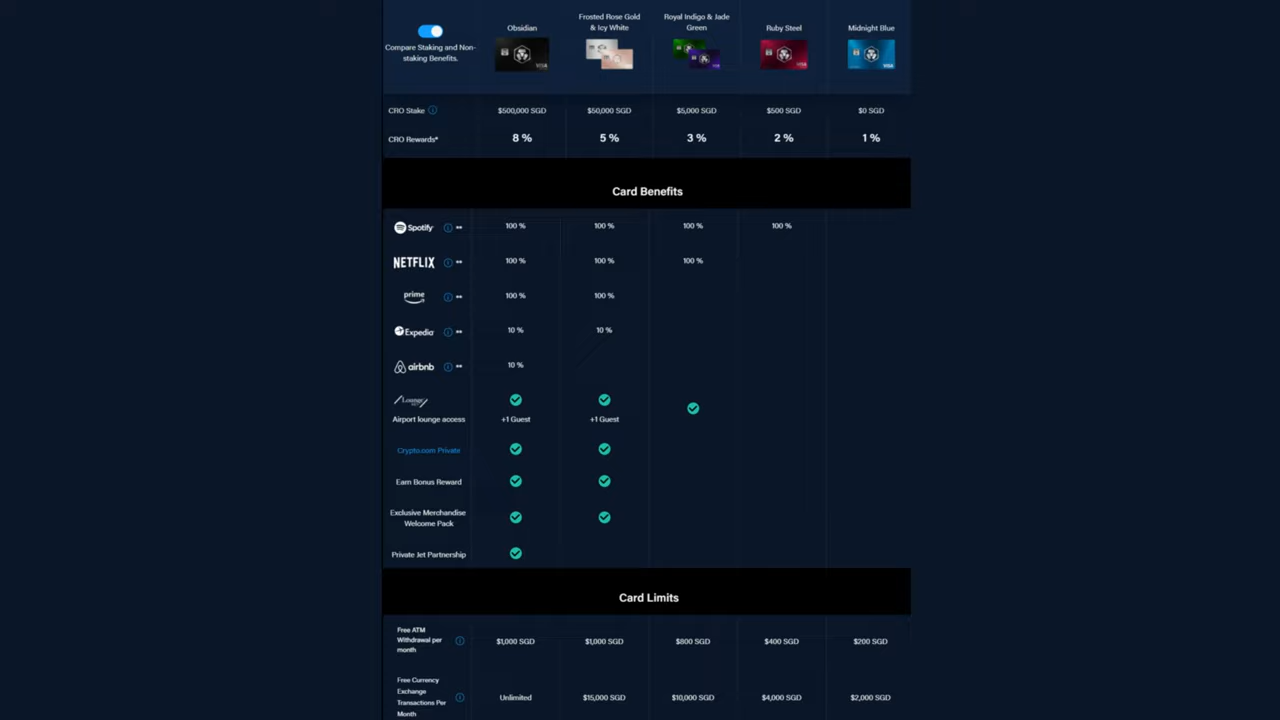 Compare Staking and Non-
staking Benefits.
Obsidian
Frosted Rose Gold
& Icy White
Royal Indigo & Jade
Green
Ruby Steel
Midnight Blue
VISA
CRO Stake $500,000 SGD $50,000 SGD $5,000 SGD $500 SGD $0 SGD
CRO Rewards* 8 % 5 % 3 % 2 % 1 %
Card Benefits
Spotify ** 100 % 100 % 100 % 100 %
NETFLIX ** 100 % 100 % 100 %
prime ** 100 % 100 %
Expedia ** 10 % 10 %
airbnb ** 10 %
Lounge
Airport lounge access +1 Guest +1 Guest
Crypto.com Private
Earn Bonus Reward
Exclusive Merchandise
Welcome Pack
Private Jet Partnership
Card Limits
Free ATM
Withdrawal per
month
$1,000 SGD $1,000 SGD $800 SGD $400 SGD $200 SGD
Free Currency
Exchange
Transactions Per
Month
Unlimited $15,000 SGD $10,000 SGD $4,000 SGD $2,000 SGD